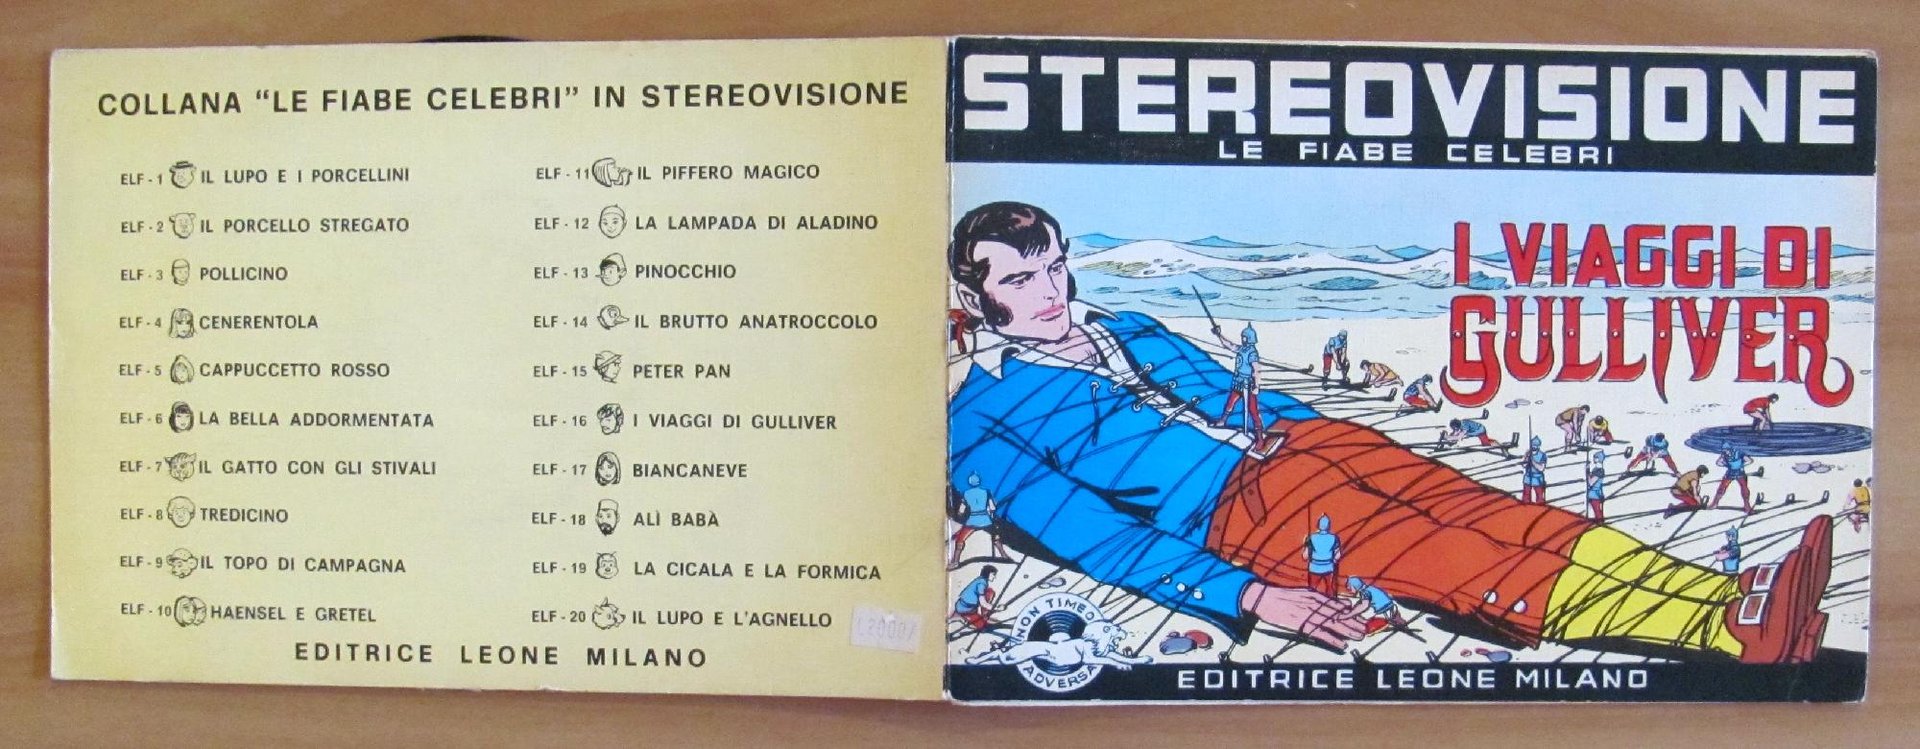 COLLANA "LE FIABE CELEBRI" IN STEREOVISIONE
ELF - 1 IL LUPO E I PORCELLINI
ELF - 2 IL PORCELLO STREGATO
ELF - 3 POLLICINO
ELF - 4 CENERENTOLA
ELF - 5 CAPPUCCETTO ROSSO
ELF - 6 LA BELLA ADDORMENTATA
ELF - 7 IL GATTO CON GLI STIVALI
ELF - 8 TREDICINO
ELF - 9 IL TOPO DI CAMPAGNA
ELF - 10 HAENSEL E GRETEL
ELF - 11 IL PIFFERO MAGICO
ELF - 12 LA LAMPADA DI ALADINO
ELF - 13 PINOCCHIO
ELF - 14 IL BRUTTO ANATROCCOLO
ELF - 15 PETER PAN
ELF - 16 I VIAGGI DI GULLIVER
ELF - 17 BIANCANEVE
ELF - 18 ALÌ BABÀ
ELF - 19 LA CICALA E LA FORMICA
ELF - 20 IL LUPO E L'AGNELLO
EDITRICE LEONE MILANO
STEREOVISIONE
LE FIABE CELEBRI
I VIAGGI DI
GULLIVER
NON TIMEO
ADVERSA
EDITRICE LEONE MILANO